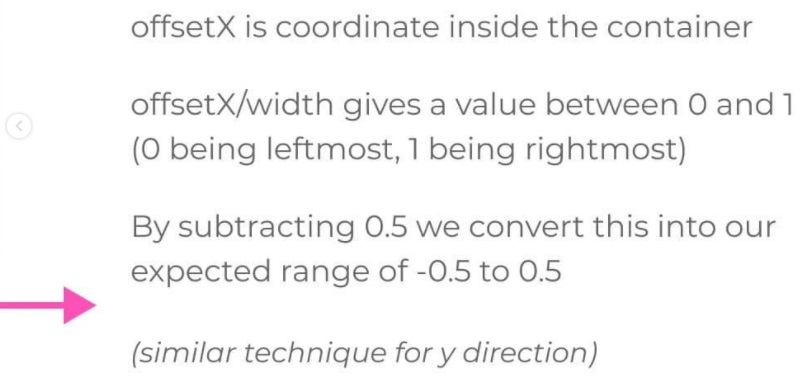 offsetX is coordinate inside the container
offsetX/width gives a value between 0 and 1
(0 being leftmost, 1 being rightmost)
By subtracting 0.5 we convert this into our
expected range of -0.5 to 0.5
(similar technique for y direction)